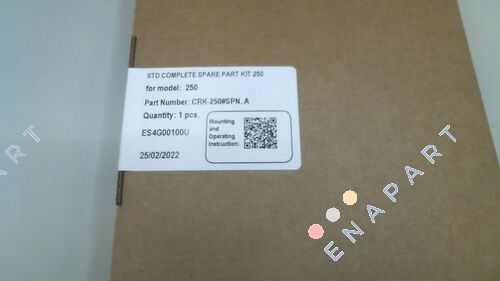 STD COMPLETE SPARE PART KIT 250
for model: 250
Part Number: CRK-250#SPN_A
Quantity: 1 pcs.
ES4G00100U
25/02/2022
Mounting
and
Operating
Instruction:
ENAPART